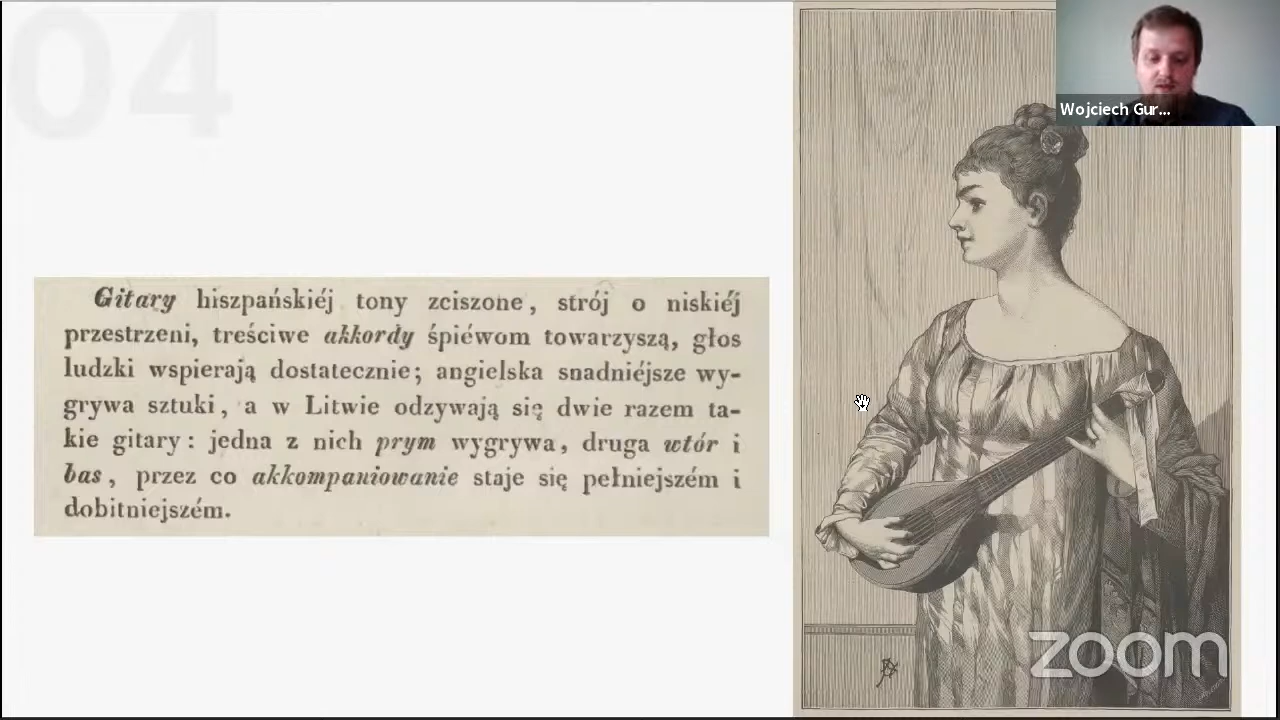 04
Gitary hiszpańskiéj tony zciszone, strój o niskiéj
przestrzeni, treściwe akkordy śpiéwom towarzyszą, głos
ludzki wspierają dostatecznie; angielska snadniéjsze wy-
grywa sztuki, a w Litwie odzywają się dwie razem ta-
kie gitary: jedna z nich prym wygrywa, druga wtór i
bas, przez co akkompaniowanie staje się pełniejszém i
dobitniejszém.
Wojciech Gur...
zoom